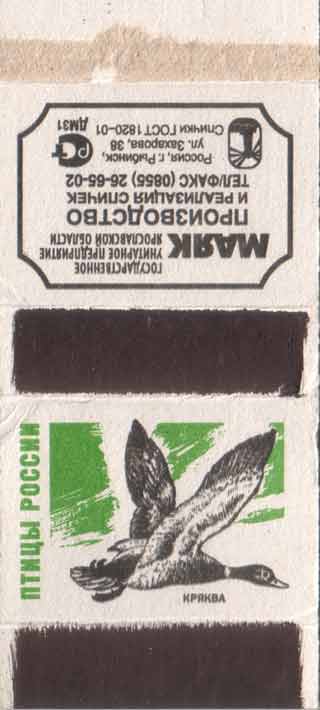 ГОСУДАРСТВЕННОЕ
УНИТАРНОЕ ПРЕДПРИЯТИЕ
ЯРОСЛАВСКОЙ ОБЛАСТИ
МАЯК
ПРОИЗВОДСТВО
И РЕАЛИЗАЦИЯ СПИЧЕК
ТЕЛ/ФАКС (0855) 26-65-02
Россия, г. Рыбинск,
ул. Захарова, 38
Спички ГОСТ 1820-01
ДМ31
ПТИЦЫ РОССИИ
КРЯКВА